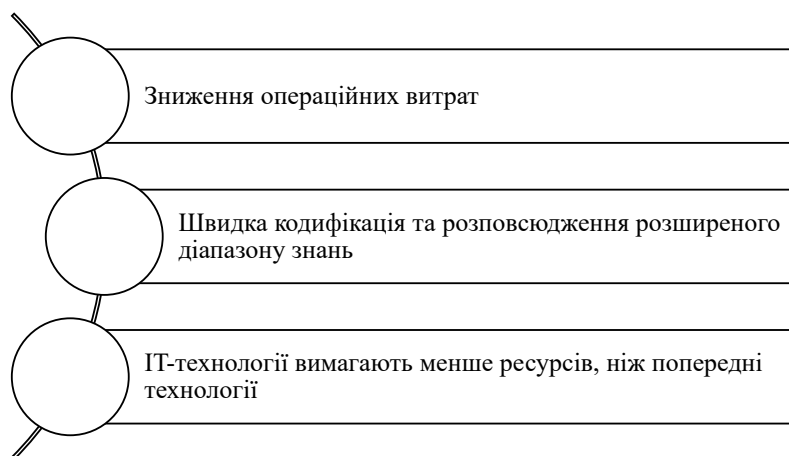 Зниження операційних витрат
Швидка кодифікація та розповсюдження розширеного
діапазону знань
ІТ-технології вимагають менше ресурсів, ніж попередні
технології